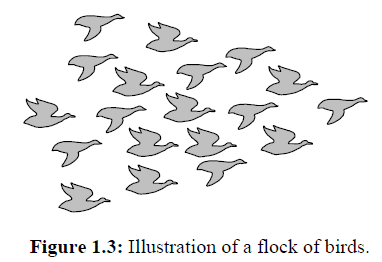 Figure 1.3: Illustration of a flock of birds.